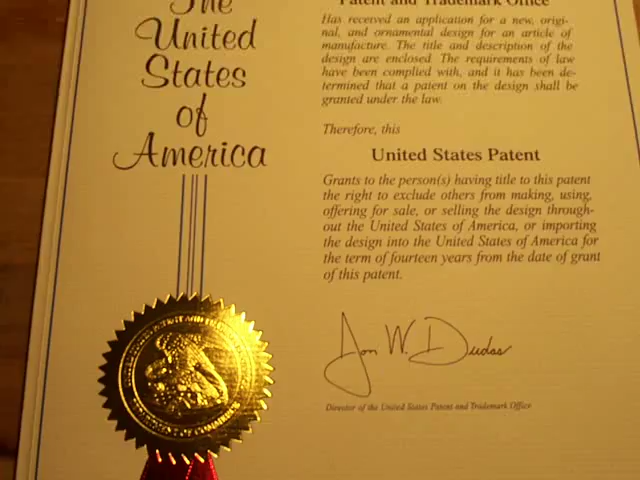 The
United
States
of
America
Patent and Trademark Office
Has received an application for a new, origi-
nal, and ornamental design for an article of
manufacture. The title and description of the
design are enclosed. The requirements of law
have been complied with, and it has been de-
termined that a patent on the design shall be
granted under the law.
Therefore, this
United States Patent
Grants to the person(s) having title to this patent
the right to exclude others from making, using,
offering for sale, or selling the design through-
out the United States of America, or importing
the design into the United States of America for
the term of fourteen years from the date of grant
of this patent.
Jon W. Dudas
Director of the United States Patent and Trademark Office